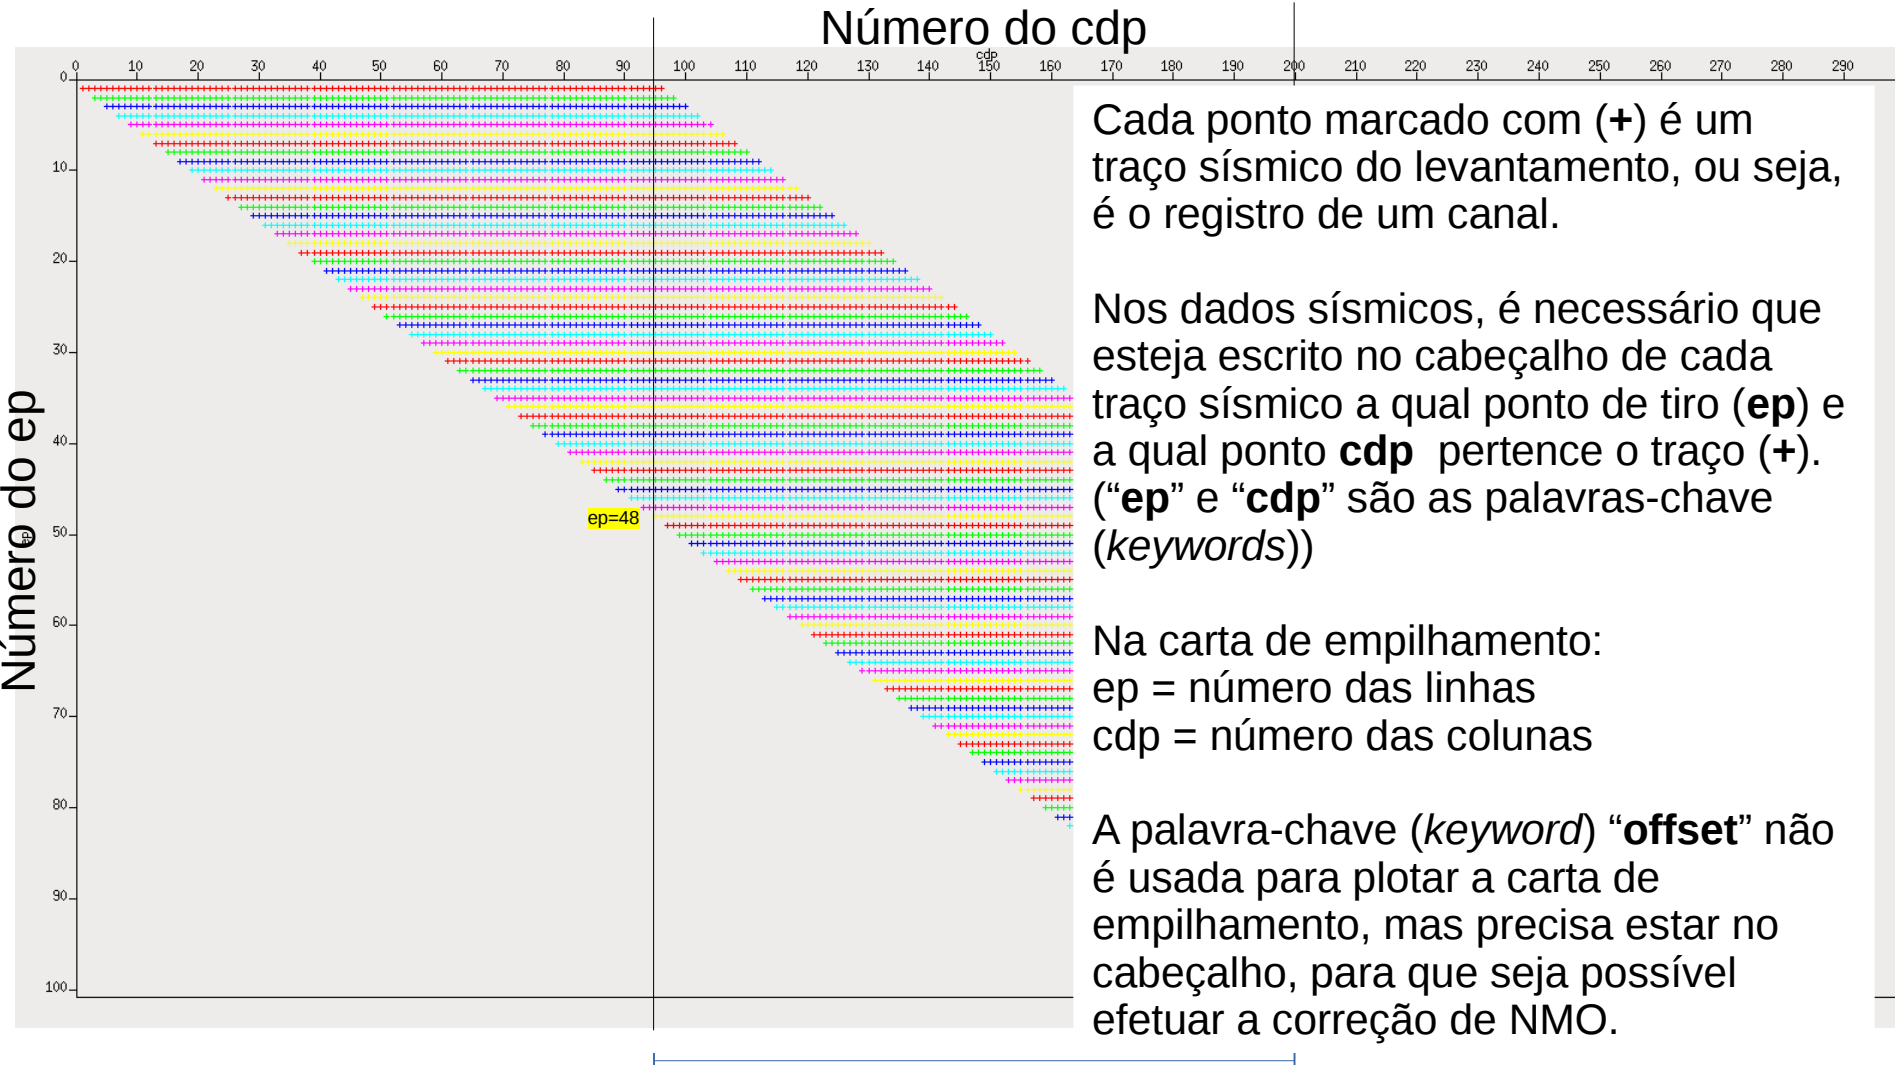 Número do cdp
cdp
0 10 20 30 40 50 60 70 80 90 100 110 120 130 140 150 160 170 180 190 200 210 220 230 240 250 260 270 280 290
0
10
20
30
40
50
60
70
80
90
100
Número do ep
ep
ep=48
Cada ponto marcado com (+) é um
traço sísmico do levantamento, ou seja,
é o registro de um canal.
Nos dados sísmicos, é necessário que
esteja escrito no cabeçalho de cada
traço sísmico a qual ponto de tiro (ep) e
a qual ponto cdp pertence o traço (+).
(“ep” e “cdp” são as palavras-chave
(keywords))
Na carta de empilhamento:
ep = número das linhas
cdp = número das colunas
A palavra-chave (keyword) “offset” não
é usada para plotar a carta de
empilhamento, mas precisa estar no
cabeçalho, para que seja possível
efetuar a correção de NMO.